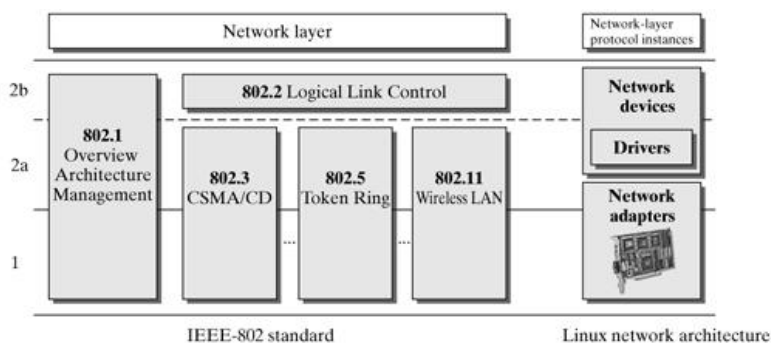 Network layer
Network-layer
protocol instances
2b
802.2 Logical Link Control
Network
devices
Drivers
2a
802.1
Overview
Architecture
Management
802.3
CSMA/CD
802.5
Token Ring
802.11
Wireless LAN
Network
adapters
...
...
1
IEEE-802 standard
Linux network architecture